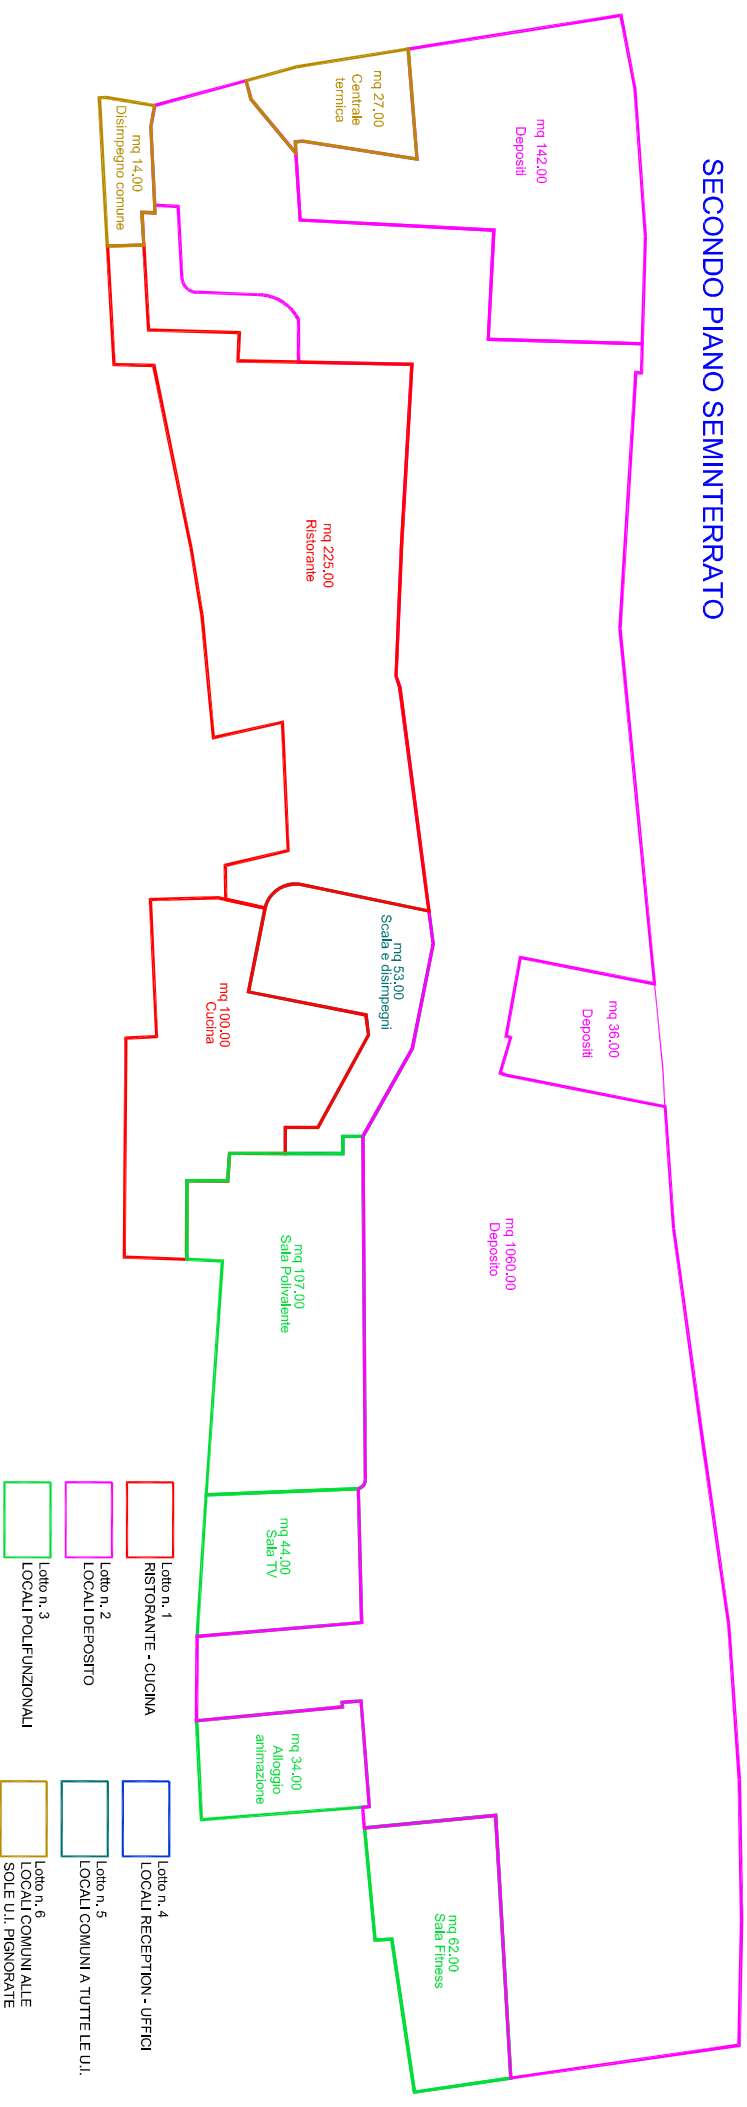 SECONDO PIANO SEMINTERRATO
mq 142.00
Depositi
mq 27.00
Centrale
termica
mq 14.00
Disimpegno comune
mq 225.00
Ristorante
mq 53.00
Scala e disimpegni
mq 100.00
Cucina
mq 36.00
Depositi
mq 1060.00
Deposito
mq 107.00
Sala Polivalente
mq 44.00
Sala TV
mq 34.00
Alloggio
animazione
mq 62.00
Sala Fitness
Lotto n. 1
RISTORANTE - CUCINA
Lotto n. 2
LOCALI DEPOSITO
Lotto n. 3
LOCALI POLIFUNZIONALI
Lotto n. 4
LOCALI RECEPTION - UFFICI
Lotto n. 5
LOCALI COMUNI A TUTTE LE U.I.
Lotto n. 6
LOCALI COMUNI ALLE
SOLE U.I. PIGNORATE